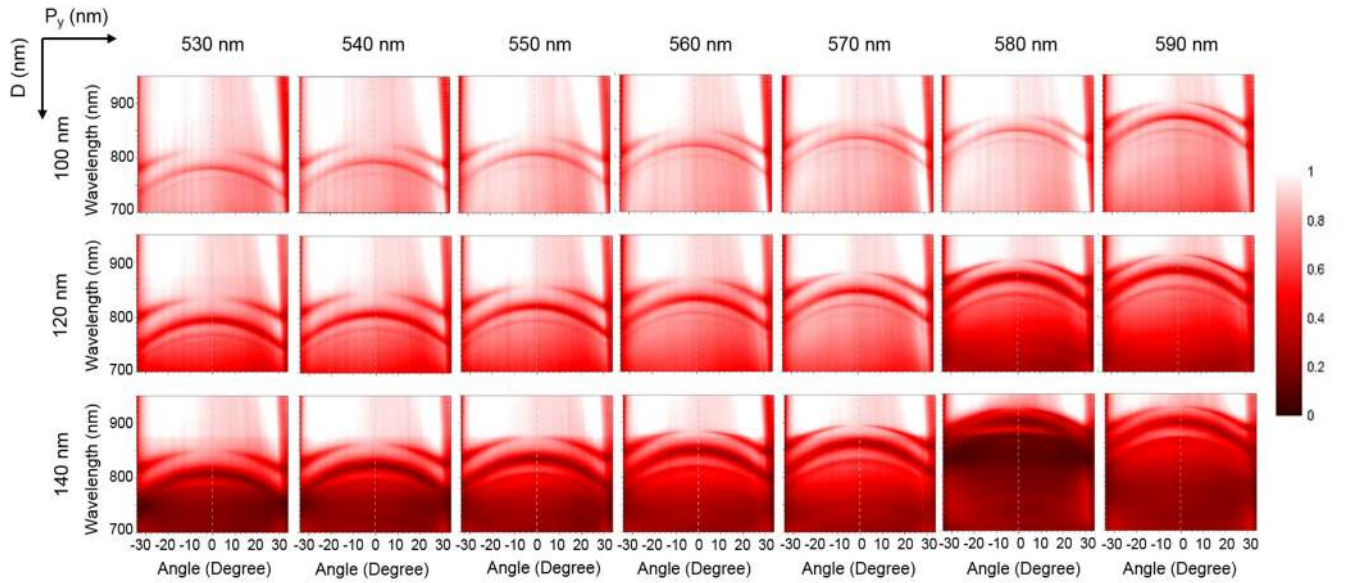 P_y (nm)
D (nm)
530 nm 540 nm 550 nm 560 nm 570 nm 580 nm 590 nm
100 nm
Wavelength (nm)
900
800
700
120 nm
Wavelength (nm)
900
800
700
140 nm
Wavelength (nm)
900
800
700
1
0.8
0.6
0.4
0.2
0
-30 -20 -10 0 10 20 30 -30 -20 -10 0 10 20 30 -30 -20 -10 0 10 20 30 -30 -20 -10 0 10 20 30 -30 -20 -10 0 10 20 30 -30 -20 -10 0 10 20 30 -30 -20 -10 0 10 20 30
Angle (Degree) Angle (Degree) Angle (Degree) Angle (Degree) Angle (Degree) Angle (Degree) Angle (Degree)